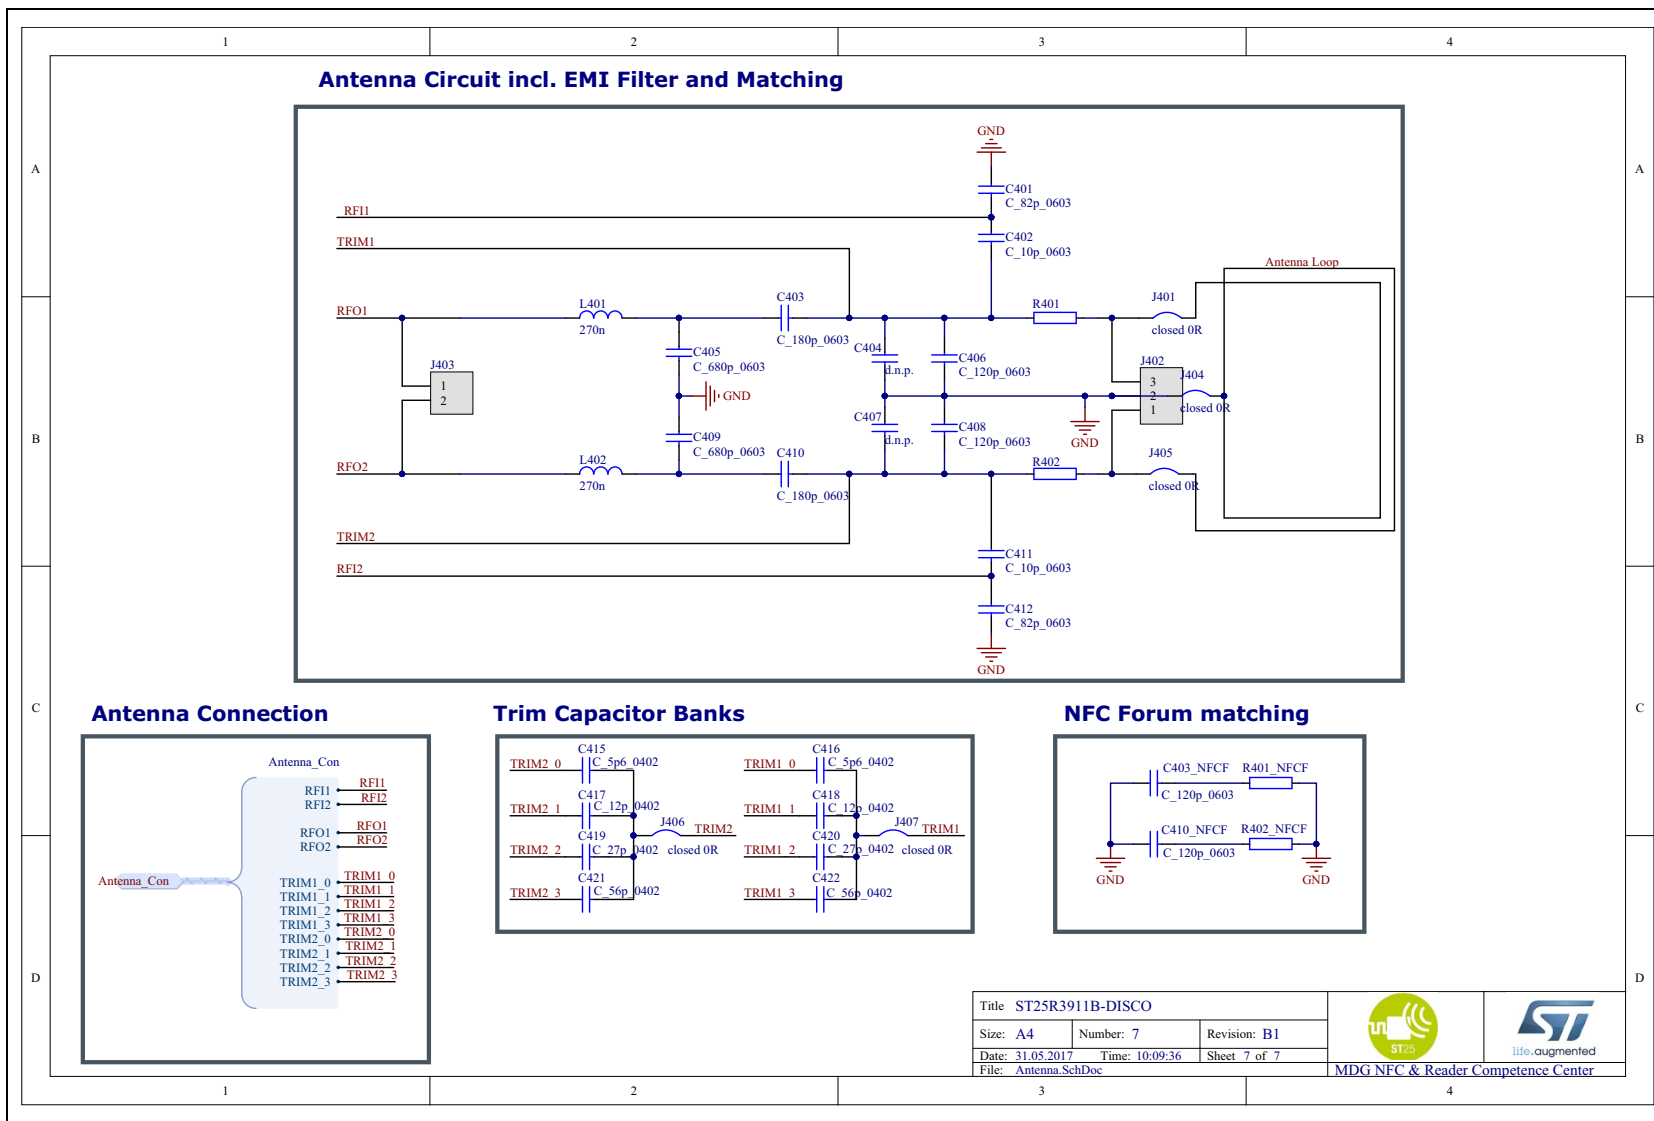 1 2 3 4
Antenna Circuit incl. EMI Filter and Matching
GND
A A
C401
C_82p_0603
RFI1
C402
TRIM1
C_10p_0603
Antenna Loop
C403
J401
L401
R401
RFO1
270n
closed 0R
C_180p_0603
C404
C405
C406
J402
J403
C_680p_0603
d.n.p.
C_120p_0603
3
J404
1
2
2
GND
1
closed 0R
C407
C408
C409
d.n.p.
GND
B B
C_680p_0603
C_120p_0603
C410
J405
L402
R402
RFO2
270n
closed 0R
C_180p_0603
TRIM2
C411
C_10p_0603
RFI2
C412
C_82p_0603
GND
C C
Antenna Connection
Antenna_Con
RFI1 RFI1
RFI2 RFI2
RFO1 RFO1
RFO2 RFO2
Antenna_Con
TRIM1_0 TRIM1_0
TRIM1_1 TRIM1_1
TRIM1_2 TRIM1_2
TRIM1_3 TRIM1_3
TRIM2_0 TRIM2_0
TRIM2_1 TRIM2_1
TRIM2_2 TRIM2_2
TRIM2_3 TRIM2_3
Trim Capacitor Banks
C415
TRIM2_0 C_5p6_0402
C417
TRIM2_1 C_12p_0402
J406
TRIM2
C419
TRIM2_2 C_27p_0402 closed 0R
C421
TRIM2_3 C_56p_0402
C416
TRIM1_0 C_5p6_0402
C418
TRIM1_1 C_12p_0402
J407
TRIM1
C420
TRIM1_2 C_27p_0402 closed 0R
C422
TRIM1_3 C_56p_0402
NFC Forum matching
C403_NFCF R401_NFCF
C_120p_0603
C410_NFCF R402_NFCF
C_120p_0603
GND GND
D D
Title ST25R3911B-DISCO
Size: A4 Number: 7 Revision: B1
Date: 31.05.2017 Time: 10:09:36 Sheet 7 of 7
File: Antenna.SchDoc
ST25
ST
life.augmented
MDG NFC & Reader Competence Center
1 2 3 4